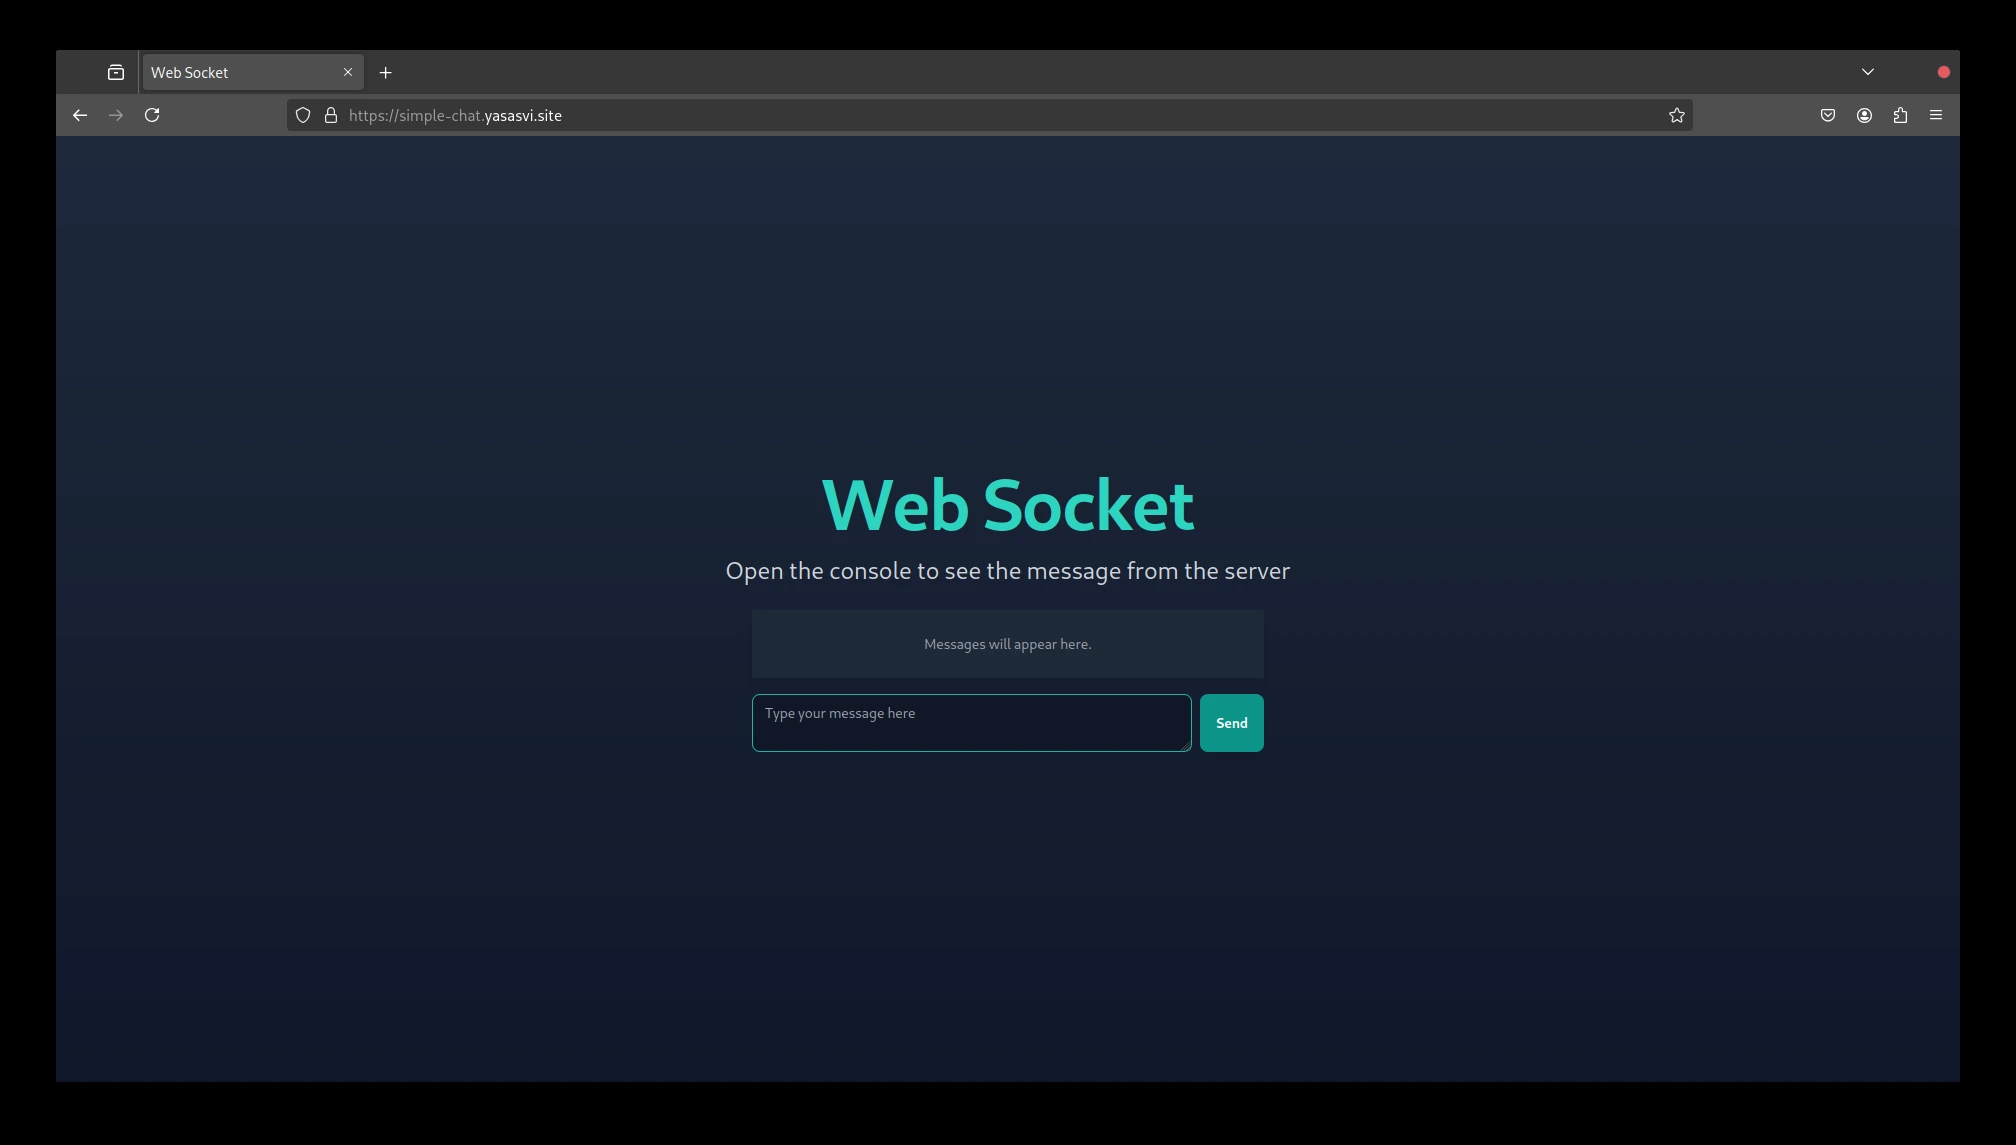 Web Socket
https://simple-chat.yasasvi.site
Web Socket
Open the console to see the message from the server
Messages will appear here.
Type your message here
Send